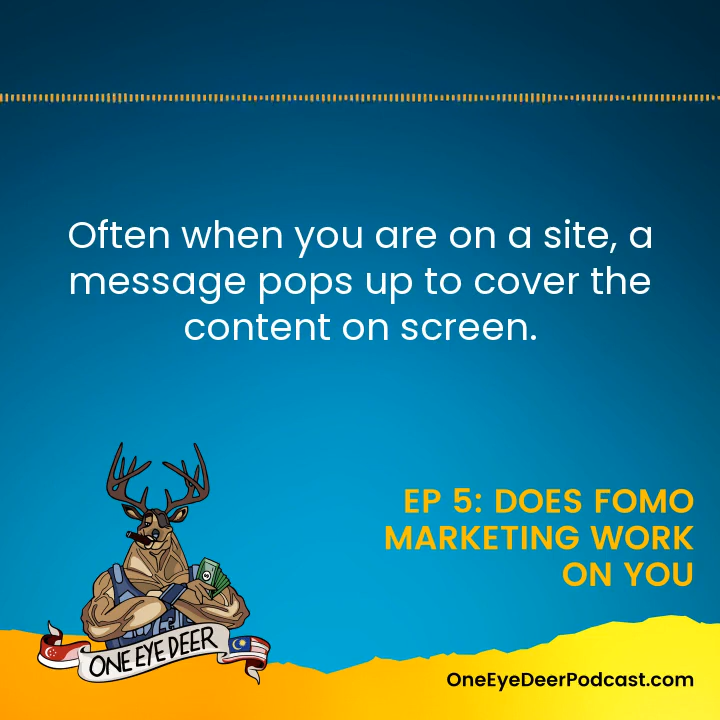 Often when you are on a site, a
message pops up to cover the
content on screen.
EP 5: DOES FOMO
MARKETING WORK
ON YOU
ONE EYE DEER
OneEyeDeerPodcast.com